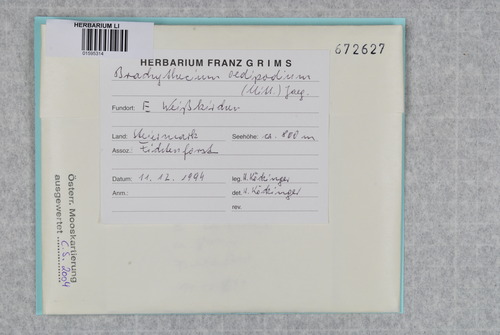 HERBARIUM LI
01095314
672627
HERBARIUM FRANZ GRIMS
Brachythecium oedipodium
(Mitt.) Jaeg.
Fundort: E Weißkirchen
Land: Steiermark Seehöhe: ca. 800 m
Assoz.: Fichtenforst
Datum: 11. 12. 1994 leg. H. Köckinger
Anm.: det. H. Köckinger
rev.
Österr. Mooskartierung
ausgewertet C. S. 2004